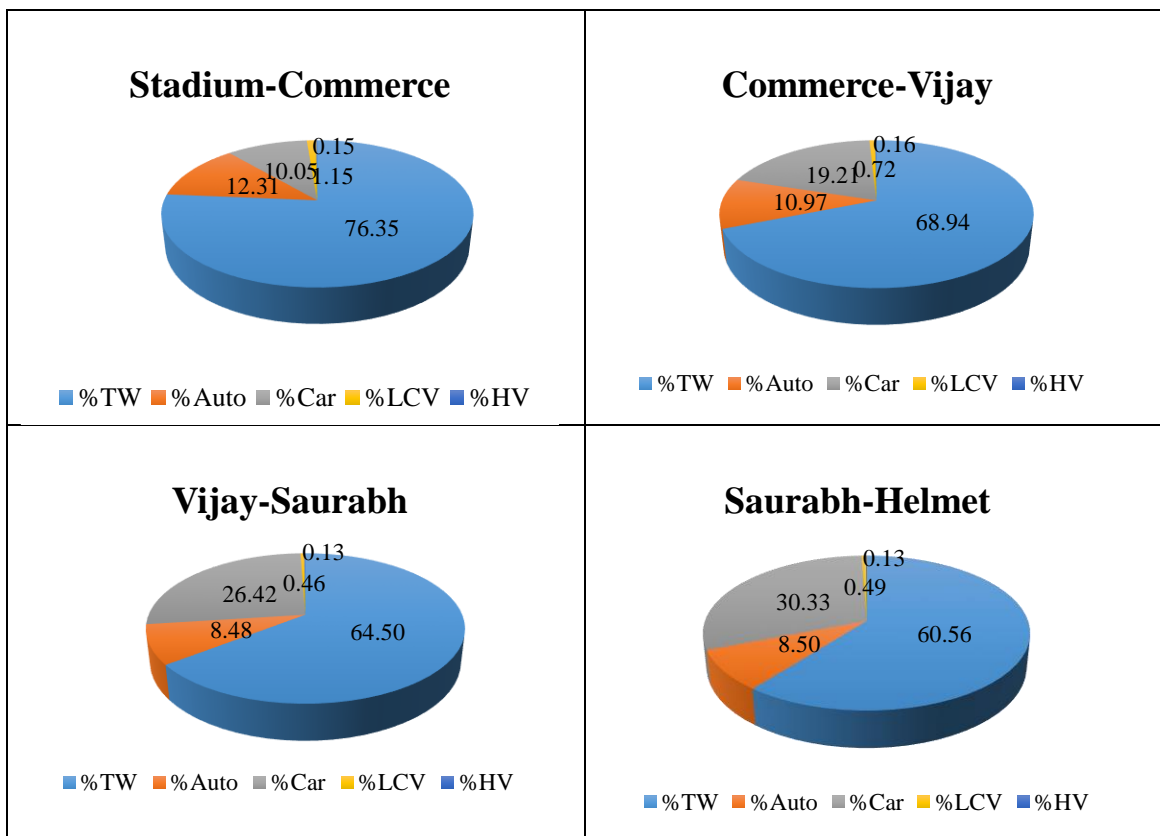 Stadium-Commerce
0.15
10.05
1.15
12.31
76.35
%TW %Auto %Car %LCV %HV
Commerce-Vijay
0.16
19.21
0.72
10.97
68.94
%TW %Auto %Car %LCV %HV
Vijay-Saurabh
0.13
26.42
0.46
8.48
64.50
%TW %Auto %Car %LCV %HV
Saurabh-Helmet
0.13
30.33
0.49
8.50
60.56
%TW %Auto %Car %LCV %HV